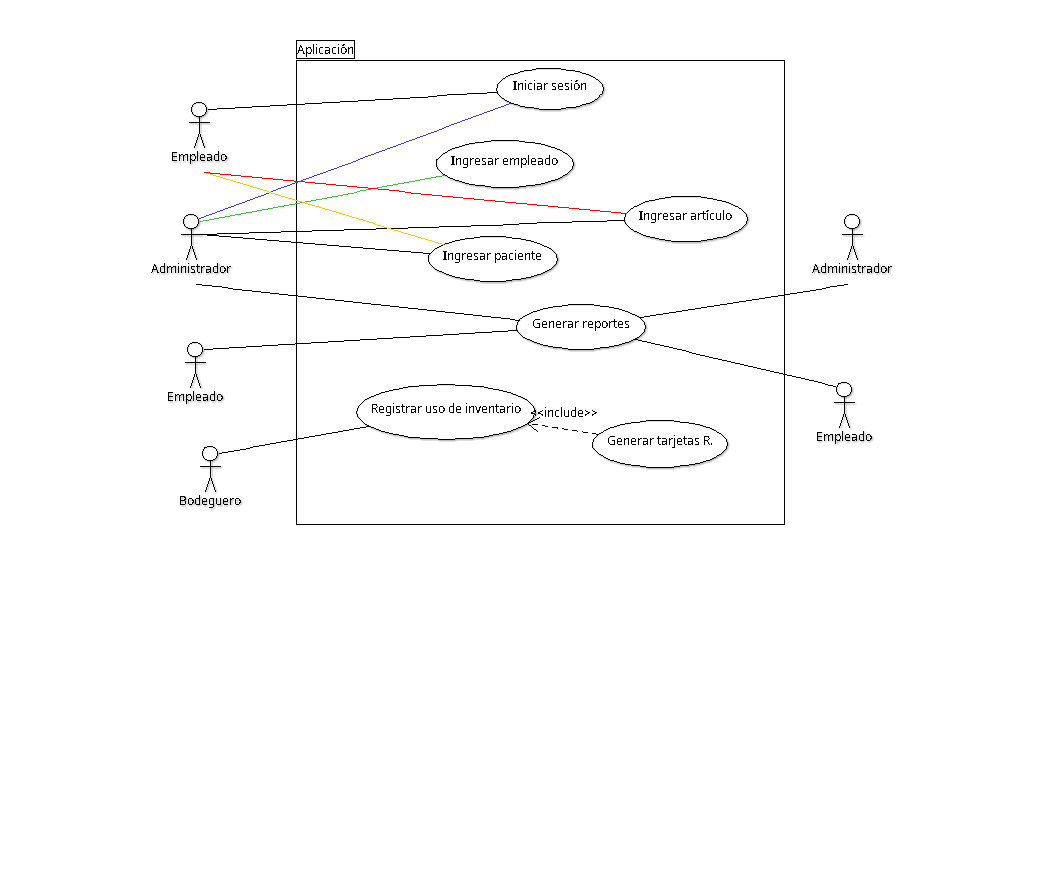 Aplicación
Iniciar sesión
Empleado
Ingresar empleado
Ingresar artículo
Administrador
Ingresar paciente
Administrador
Generar reportes
Empleado
Registrar uso de inventario
<<include>>
Generar tarjetas R.
Empleado
Bodeguero